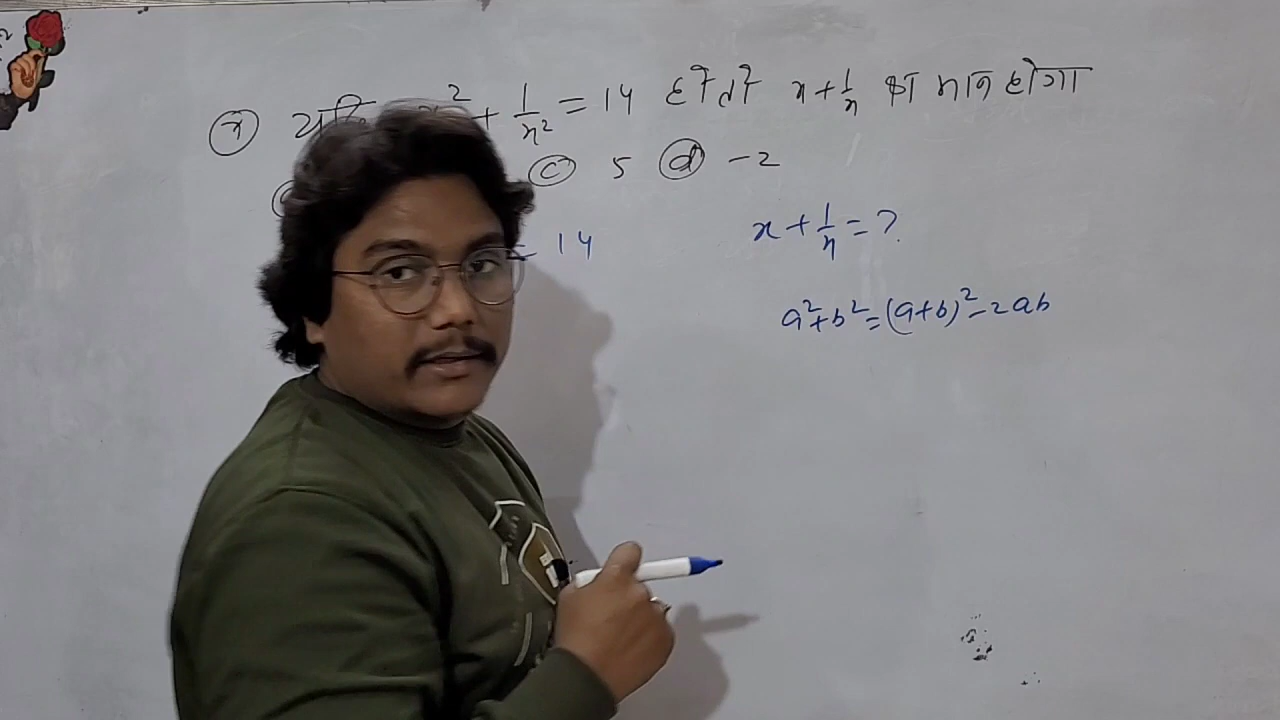 (प्र) यदि x² + 1/x² = 14 है तो x + 1/x का मान होगा
(c) 5 (d) -2
x + 1/x = ?
= 14
a² + b² = (a+b)² - 2ab